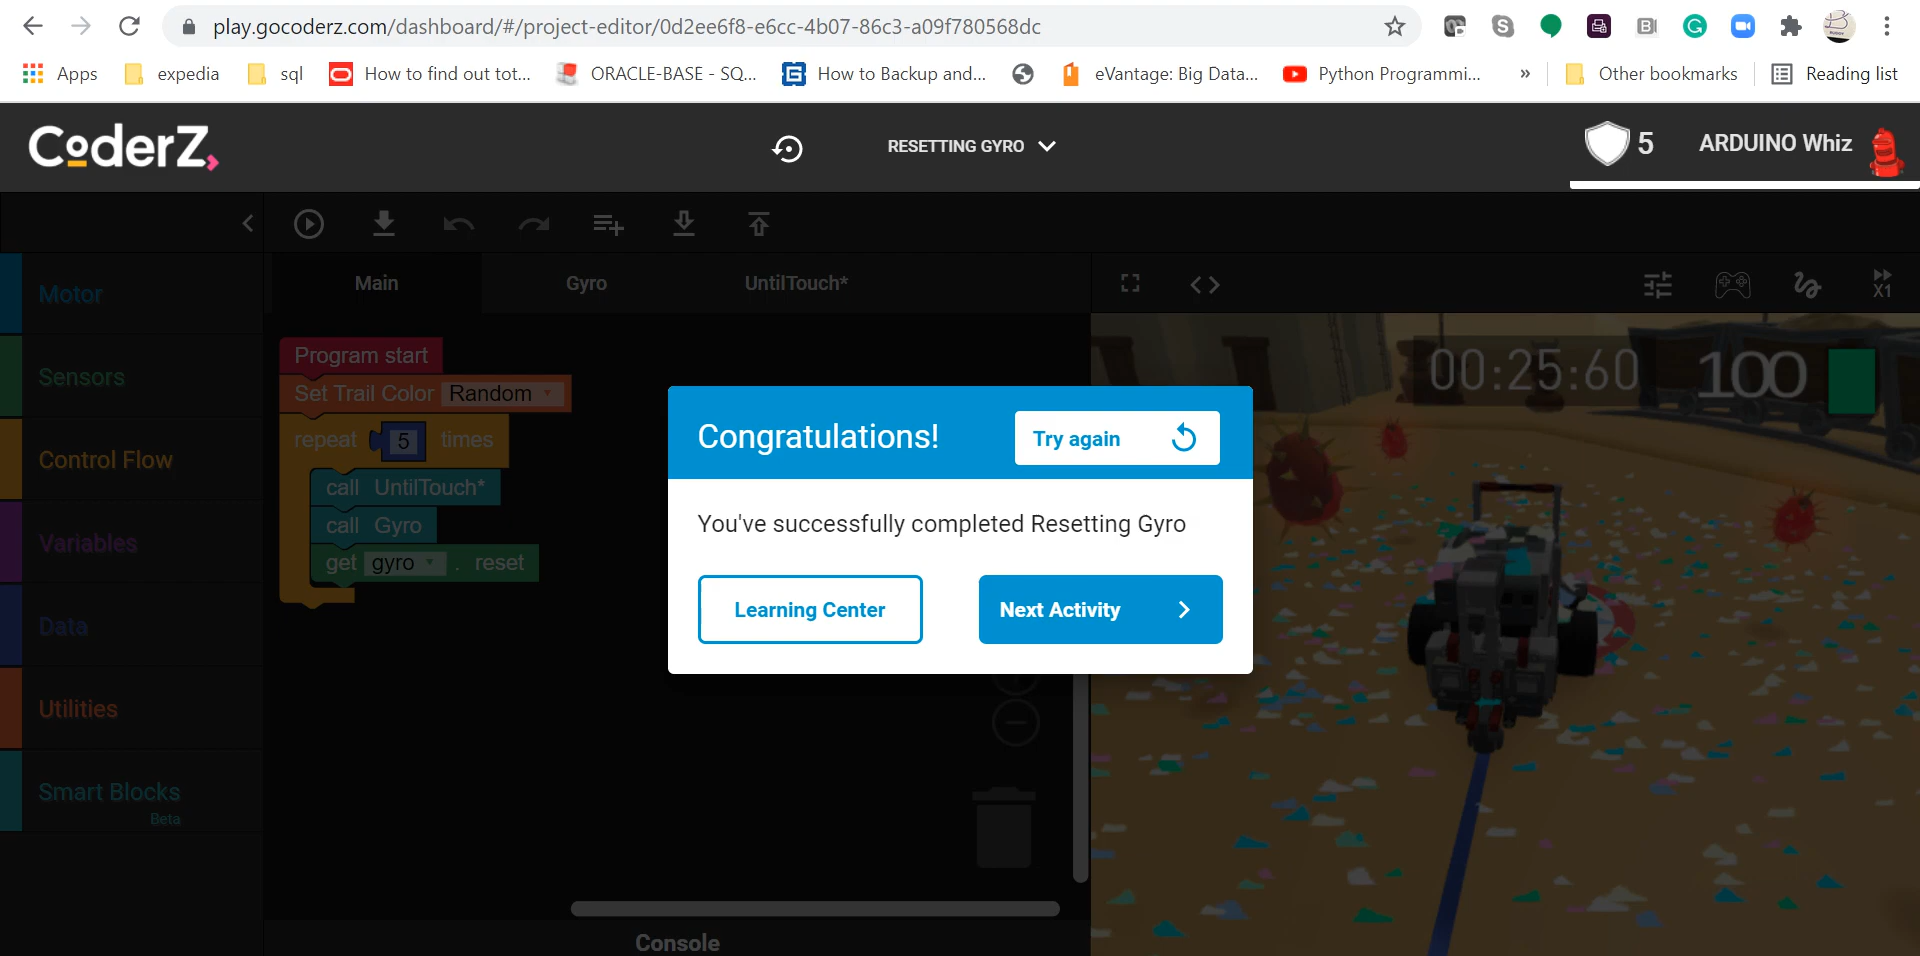 play.gocoderz.com/dashboard/#/project-editor/0d2ee6f8-e6cc-4b07-86c3-a09f780568dc
Apps expedia sql How to find out tot... ORACLE-BASE - SQ... How to Backup and... eVantage: Big Data... Python Programmi... » Other bookmarks Reading list
CoderZ
RESETTING GYRO
5
ARDUINO Whiz
Main Gyro UntilTouch*
X1
Motor
Sensors
Control Flow
Variables
Data
Utilities
Smart Blocks
Beta
Program start
Set Trail Color Random
repeat 5 times
call UntilTouch*
call Gyro
get gyro . reset
00:25:60 100
Congratulations!
Try again
You've successfully completed Resetting Gyro
Learning Center
Next Activity
Console